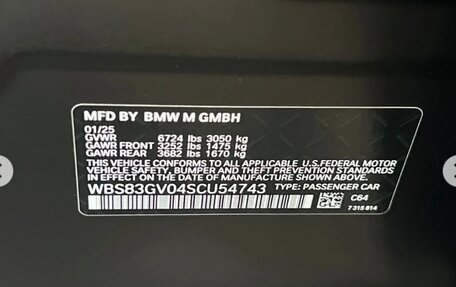 MFD BY BMW M GMBH
01/25
GVWR 6724 lbs 3050 kg
GAWR FRONT 3252 lbs 1475 kg
GAWR REAR 3682 lbs 1670 kg
THIS VEHICLE CONFORMS TO ALL APPLICABLE U.S.FEDERAL MOTOR
VEHICLE SAFETY, BUMPER, AND THEFT PREVENTION STANDARDS
IN EFFECT ON THE DATE OF MANUFACTURE SHOWN ABOVE.
WBS83GV04SCU54743 TYPE: PASSENGER CAR
C64
7 315 814